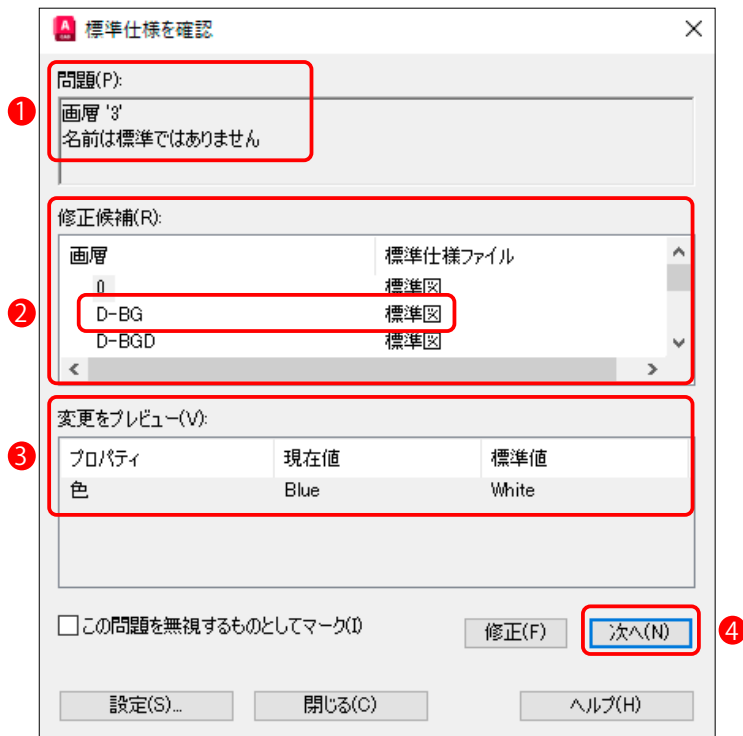 A
CAD
標準仕様を確認
問題(P):
❶
画層 '3'
名前は標準ではありません
修正候補(R):
画層 標準仕様ファイル
0 標準図
❷
D-BG 標準図
D-BGD 標準図
変更をプレビュー(V):
❸
プロパティ 現在値 標準値
色 Blue White
この問題を無視するものとしてマーク(I)
修正(F) 次へ(N)
❹
設定(S)... 閉じる(C) ヘルプ(H)